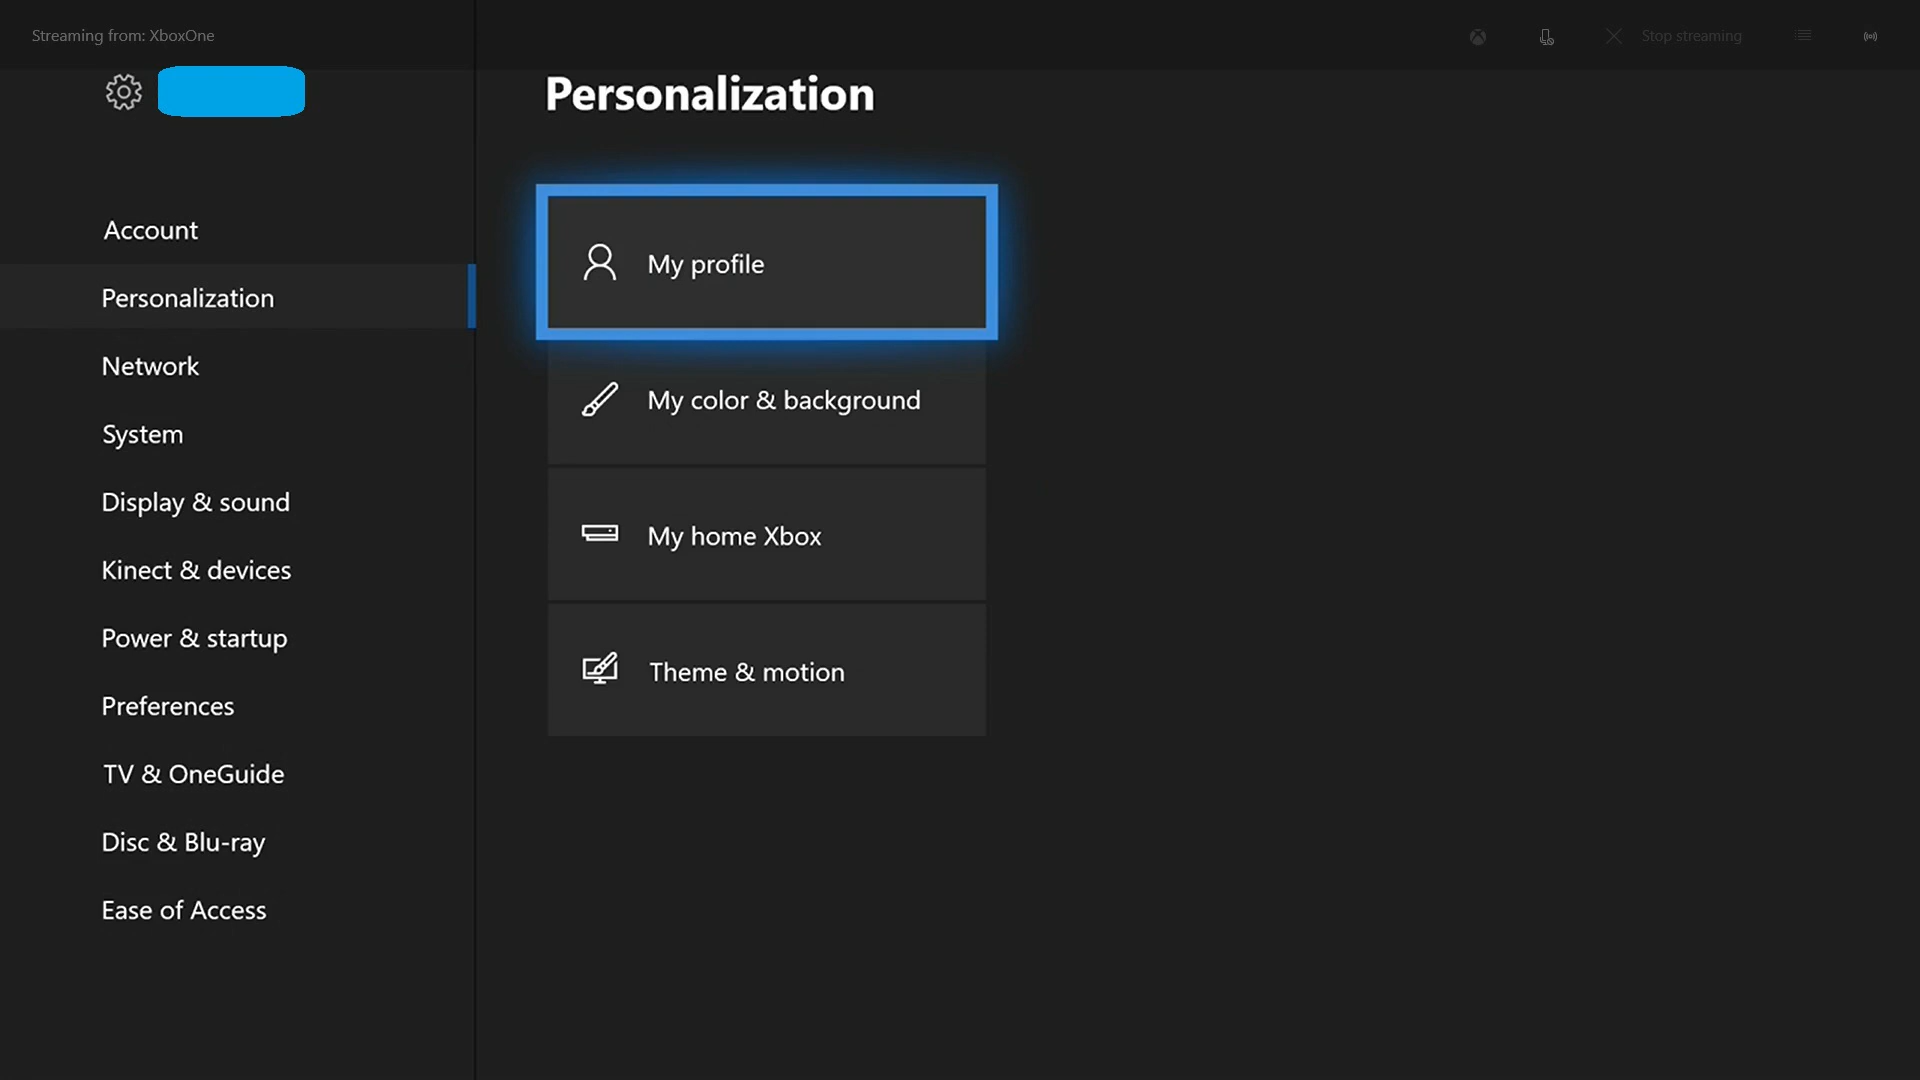 Streaming from: XboxOne
Stop streaming
Personalization
Account
Personalization
Network
System
Display & sound
Kinect & devices
Power & startup
Preferences
TV & OneGuide
Disc & Blu-ray
Ease of Access
My profile
My color & background
My home Xbox
Theme & motion